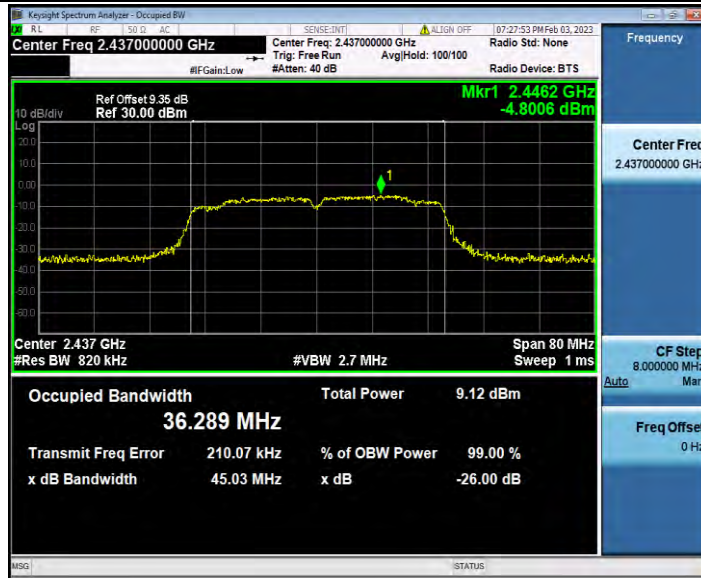 Keysight Spectrum Analyzer - Occupied BW
RL RF 50 Ω AC SENSE:INT ALIGN OFF 07:27:53 PM Feb 03, 2023
Center Freq 2.437000000 GHz
Center Freq: 2.437000000 GHz
Radio Std: None
Trig: Free Run Avg|Hold: 100/100
#IFGain:Low #Atten: 40 dB Radio Device: BTS
Frequency
Mkr1 2.4462 GHz
-4.8006 dBm
Ref Offset 9.35 dB
10 dB/div Ref 30.00 dBm
Log
20.0
10.0
0.00
-10.0
-20.0
-30.0
-40.0
-50.0
-60.0
1
Center 2.437 GHz Span 80 MHz
#Res BW 820 kHz #VBW 2.7 MHz Sweep 1 ms
Occupied Bandwidth Total Power 9.12 dBm
36.289 MHz
Transmit Freq Error 210.07 kHz % of OBW Power 99.00 %
x dB Bandwidth 45.03 MHz x dB -26.00 dB
Center Freq
2.437000000 GHz
CF Step
8.000000 MHz
Auto Man
Freq Offset
0 Hz
MSG STATUS